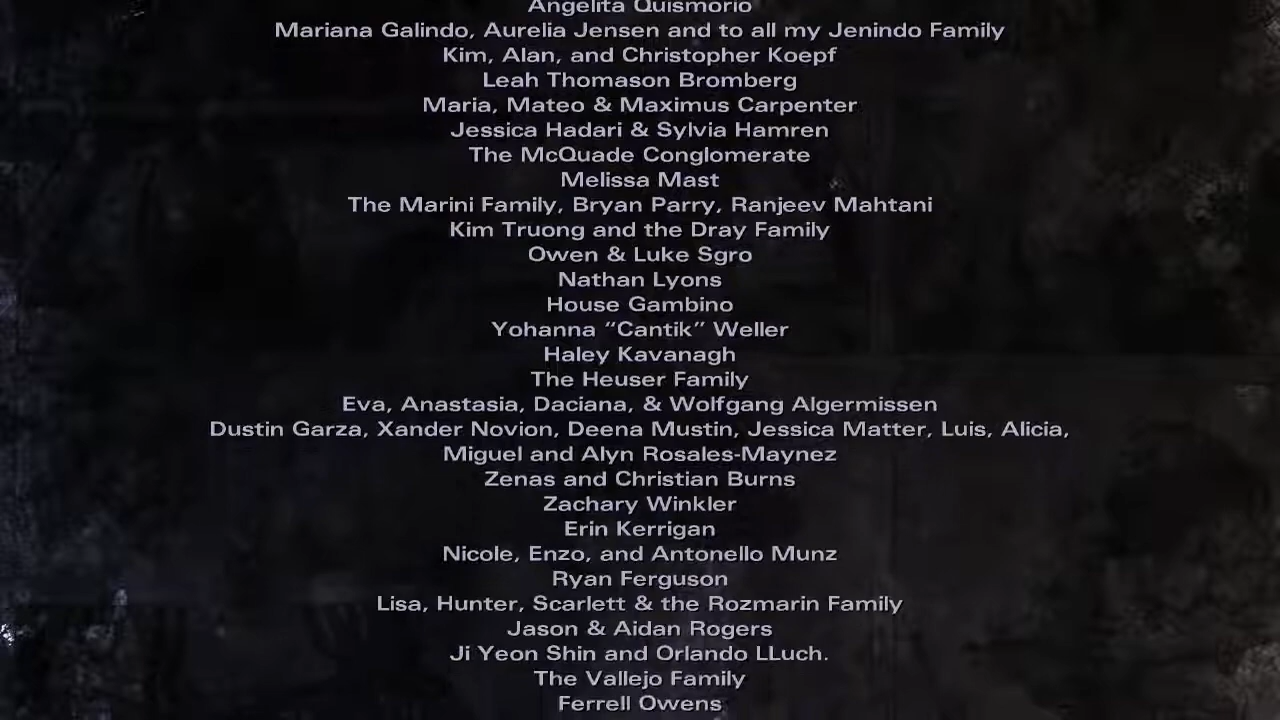 Angelita Quismorio
Mariana Galindo, Aurelia Jensen and to all my Jenindo Family
Kim, Alan, and Christopher Koepf
Leah Thomason Bromberg
Maria, Mateo & Maximus Carpenter
Jessica Hadari & Sylvia Hamren
The McQuade Conglomerate
Melissa Mast
The Marini Family, Bryan Parry, Ranjeev Mahtani
Kim Truong and the Dray Family
Owen & Luke Sgro
Nathan Lyons
House Gambino
Yohanna “Cantik” Weller
Haley Kavanagh
The Heuser Family
Eva, Anastasia, Daciana, & Wolfgang Algermissen
Dustin Garza, Xander Novion, Deena Mustin, Jessica Matter, Luis, Alicia,
Miguel and Alyn Rosales-Maynez
Zenas and Christian Burns
Zachary Winkler
Erin Kerrigan
Nicole, Enzo, and Antonello Munz
Ryan Ferguson
Lisa, Hunter, Scarlett & the Rozmarin Family
Jason & Aidan Rogers
Ji Yeon Shin and Orlando LLuch.
The Vallejo Family
Ferrell Owens